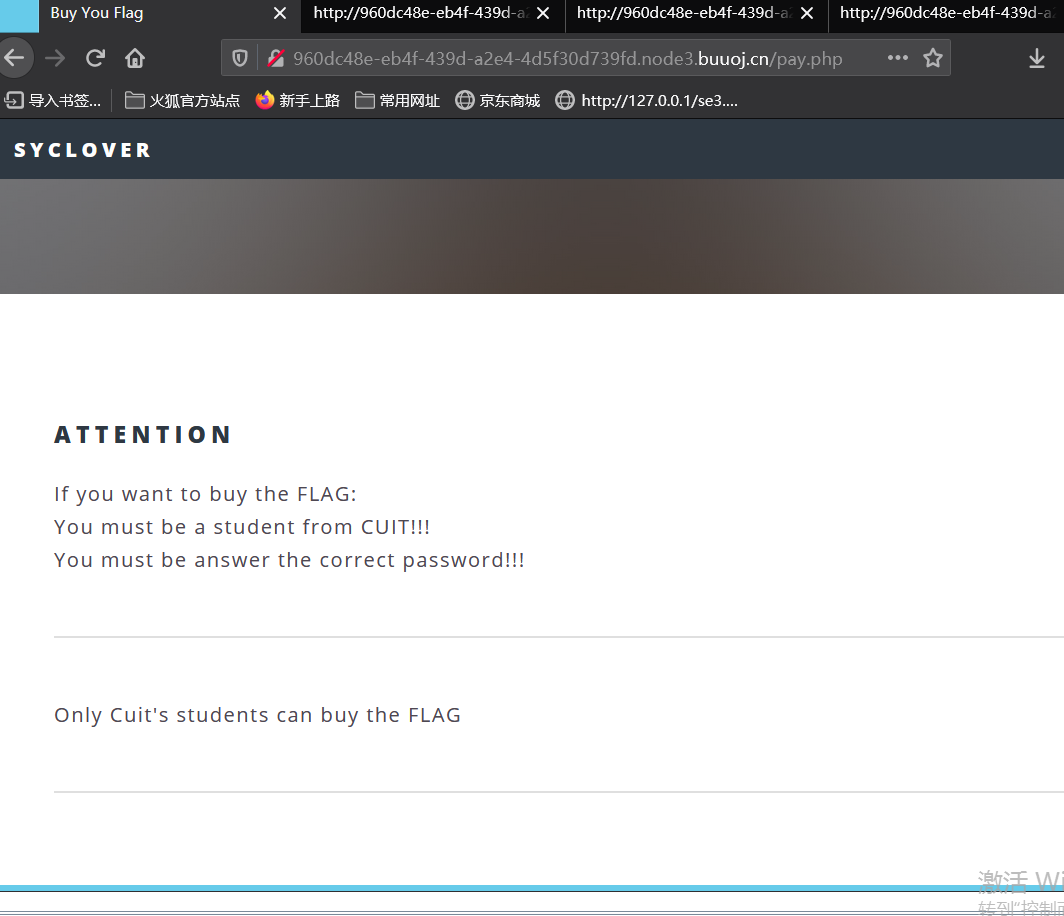 Buy You Flag
http://960dc48e-eb4f-439d-a2
http://960dc48e-eb4f-439d-a2
http://960dc48e-eb4f-439d-a2
960dc48e-eb4f-439d-a2e4-4d5f30d739fd.node3.buuoj.cn/pay.php
导入书签... 火狐官方站点 新手上路 常用网址 京东商城 http://127.0.0.1/se3....
SYCLOVER
ATTENTION
If you want to buy the FLAG:
You must be a student from CUIT!!!
You must be answer the correct password!!!
Only Cuit's students can buy the FLAG
激活 Wi
转到"控制